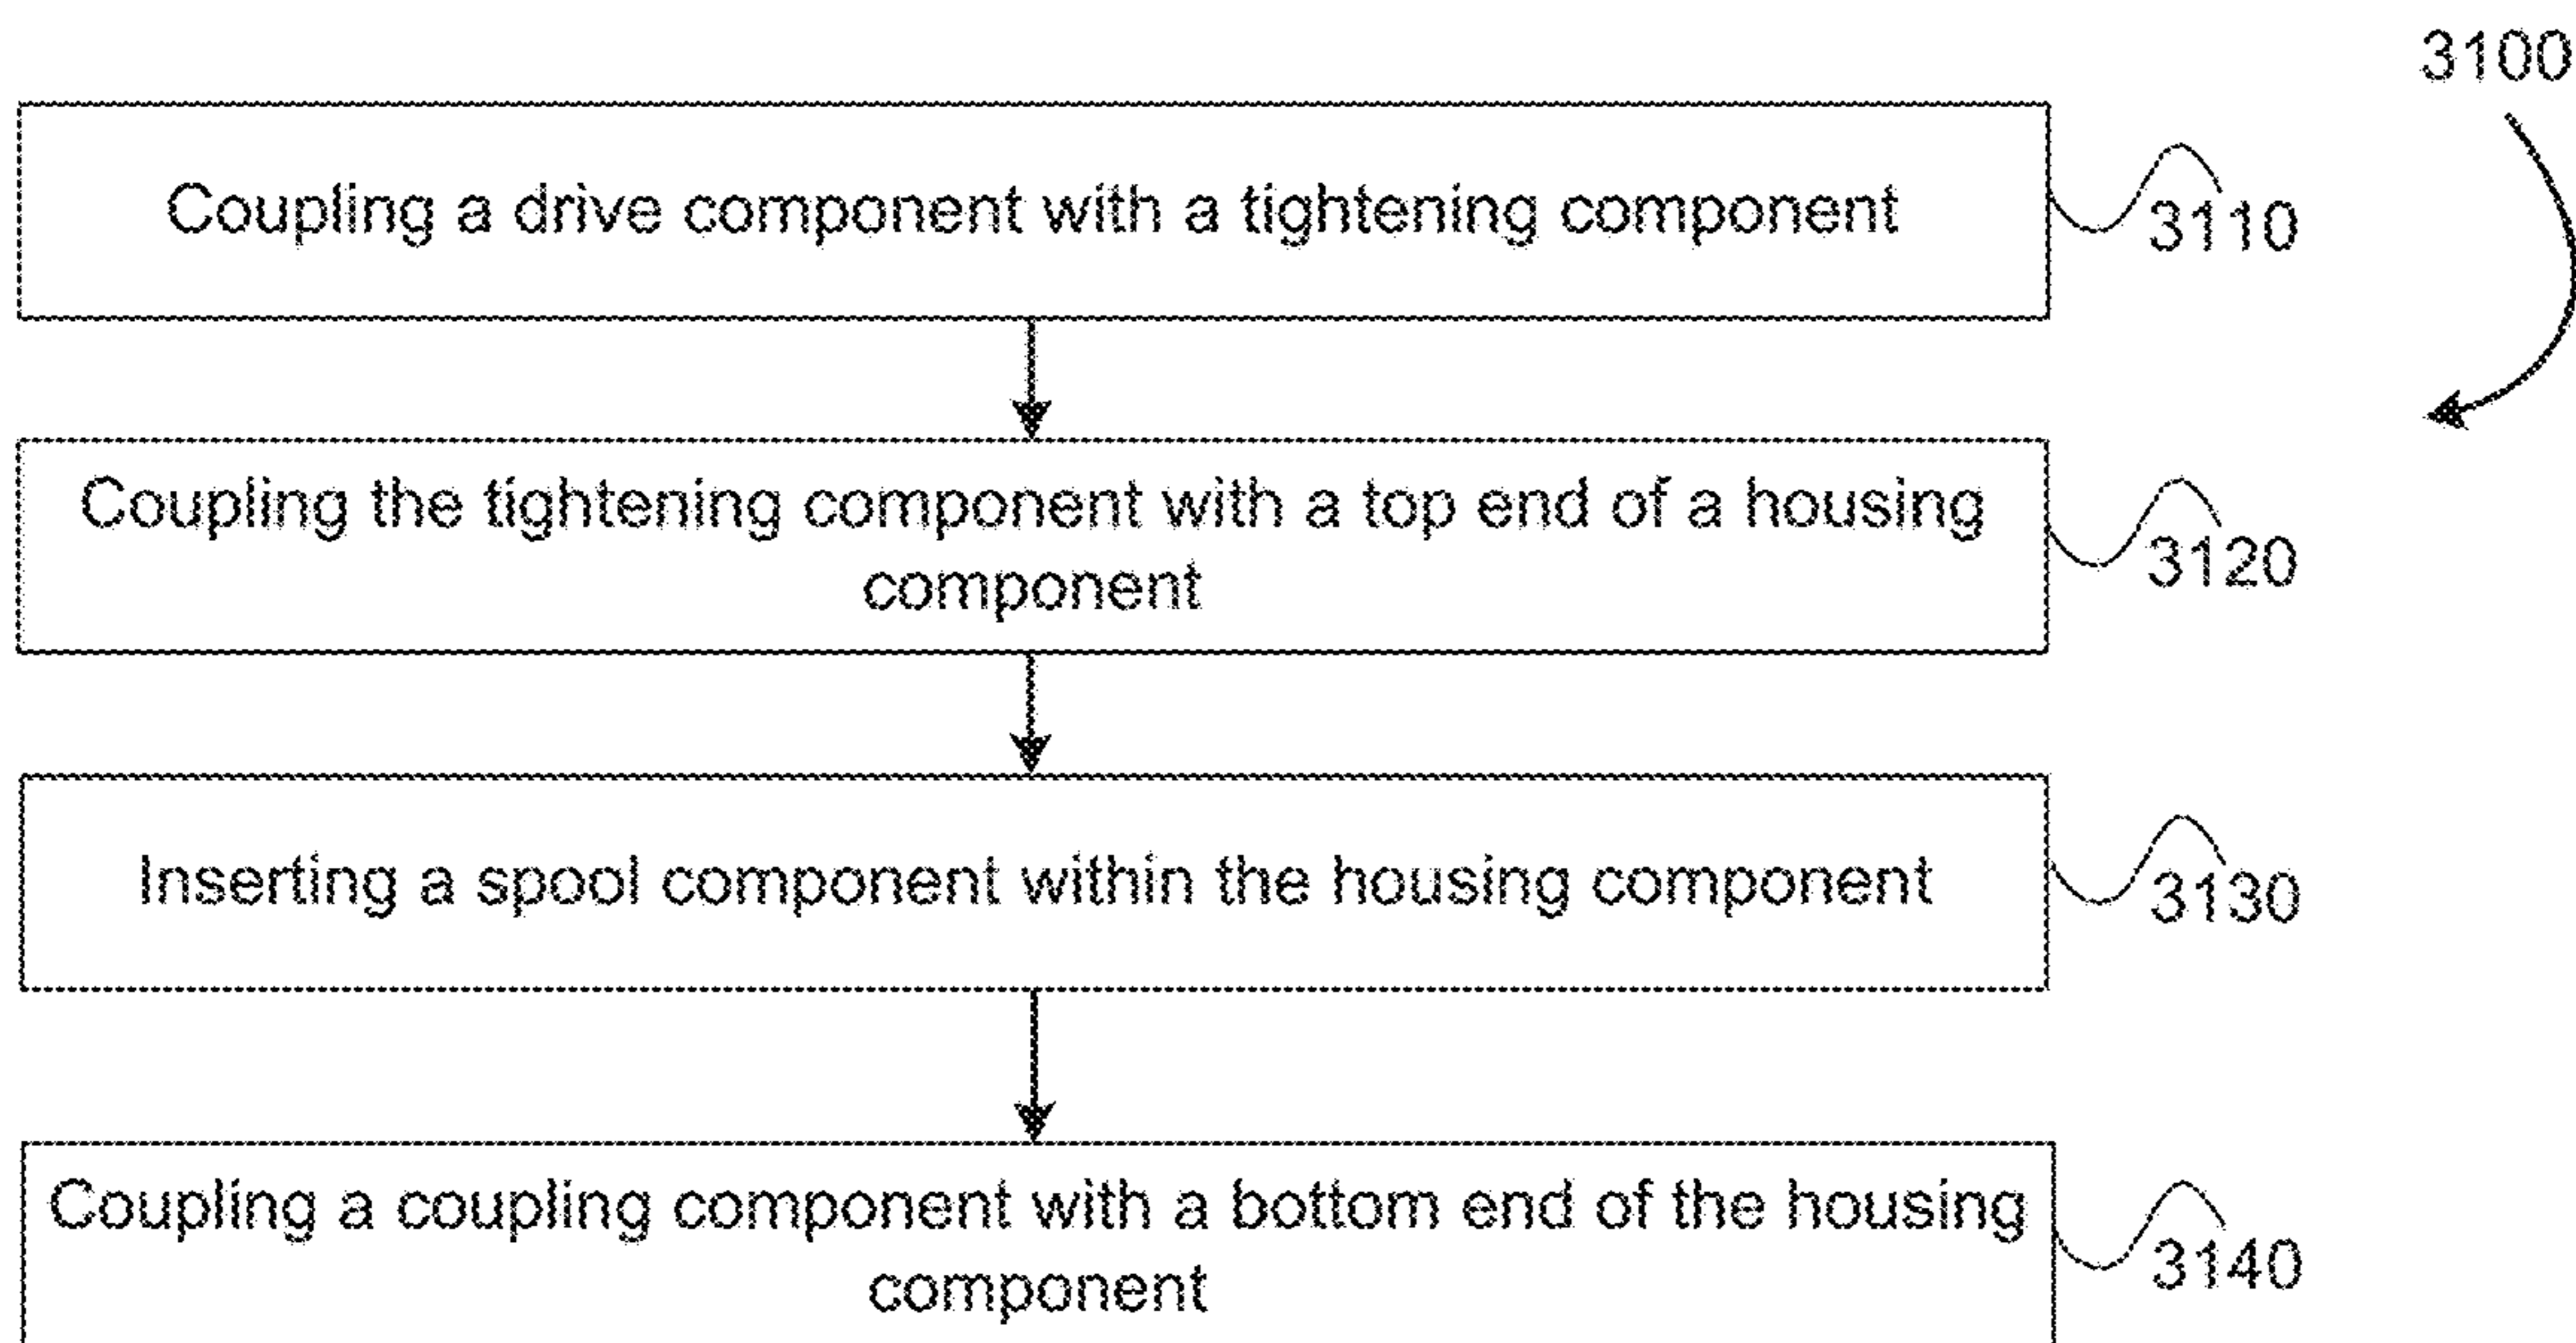 3100
Coupling a drive component with a tightening component
3110
Coupling the tightening component with a top end of a housing
component
3120
Inserting a spool component within the housing component
3130
Coupling a coupling component with a bottom end of the housing
component
3140